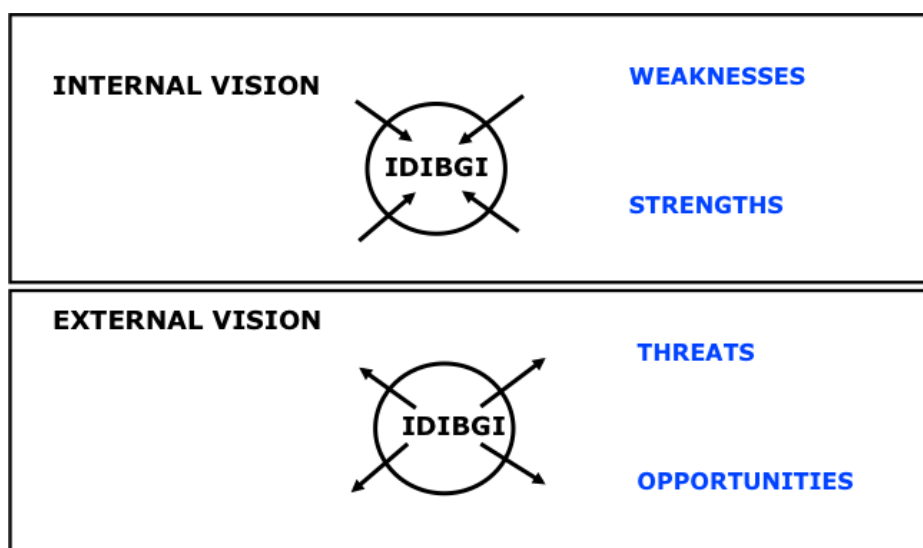 INTERNAL VISION
WEAKNESSES
IDIBGI
STRENGTHS
EXTERNAL VISION
THREATS
IDIBGI
OPPORTUNITIES